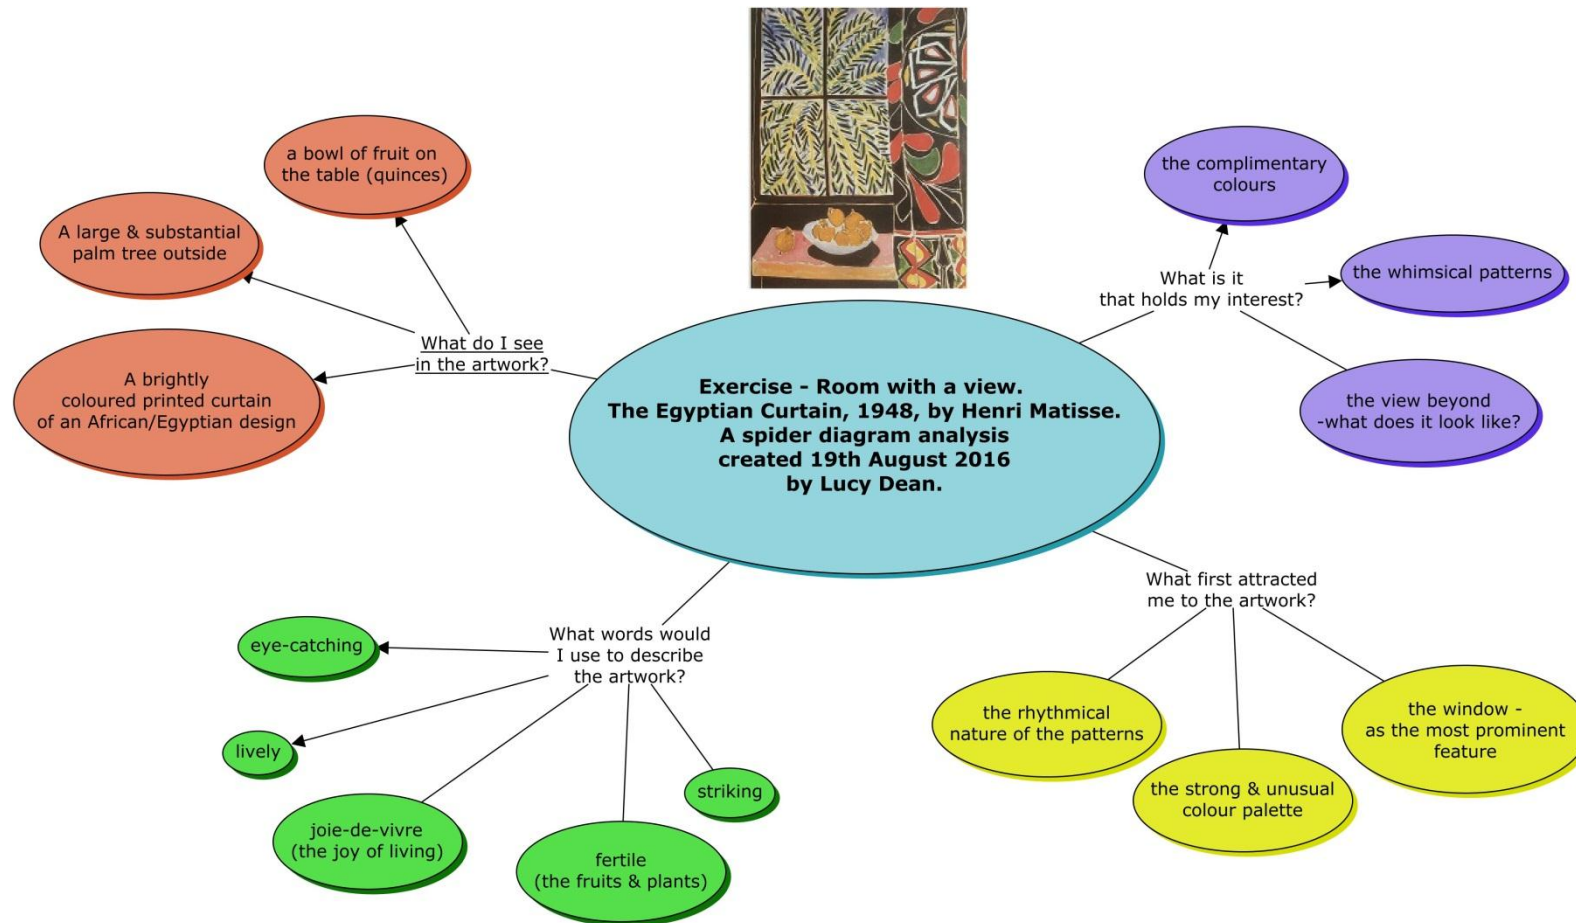 Exercise - Room with a view.
The Egyptian Curtain, 1948, by Henri Matisse.
A spider diagram analysis
created 19th August 2016
by Lucy Dean.
What do I see
in the artwork?
a bowl of fruit on
the table (quinces)
A large & substantial
palm tree outside
A brightly
coloured printed curtain
of an African/Egyptian design
What is it
that holds my interest?
the complimentary
colours
the whimsical patterns
the view beyond
-what does it look like?
What words would
I use to describe
the artwork?
eye-catching
lively
joie-de-vivre
(the joy of living)
fertile
(the fruits & plants)
striking
What first attracted
me to the artwork?
the rhythmical
nature of the patterns
the strong & unusual
colour palette
the window -
as the most prominent
feature